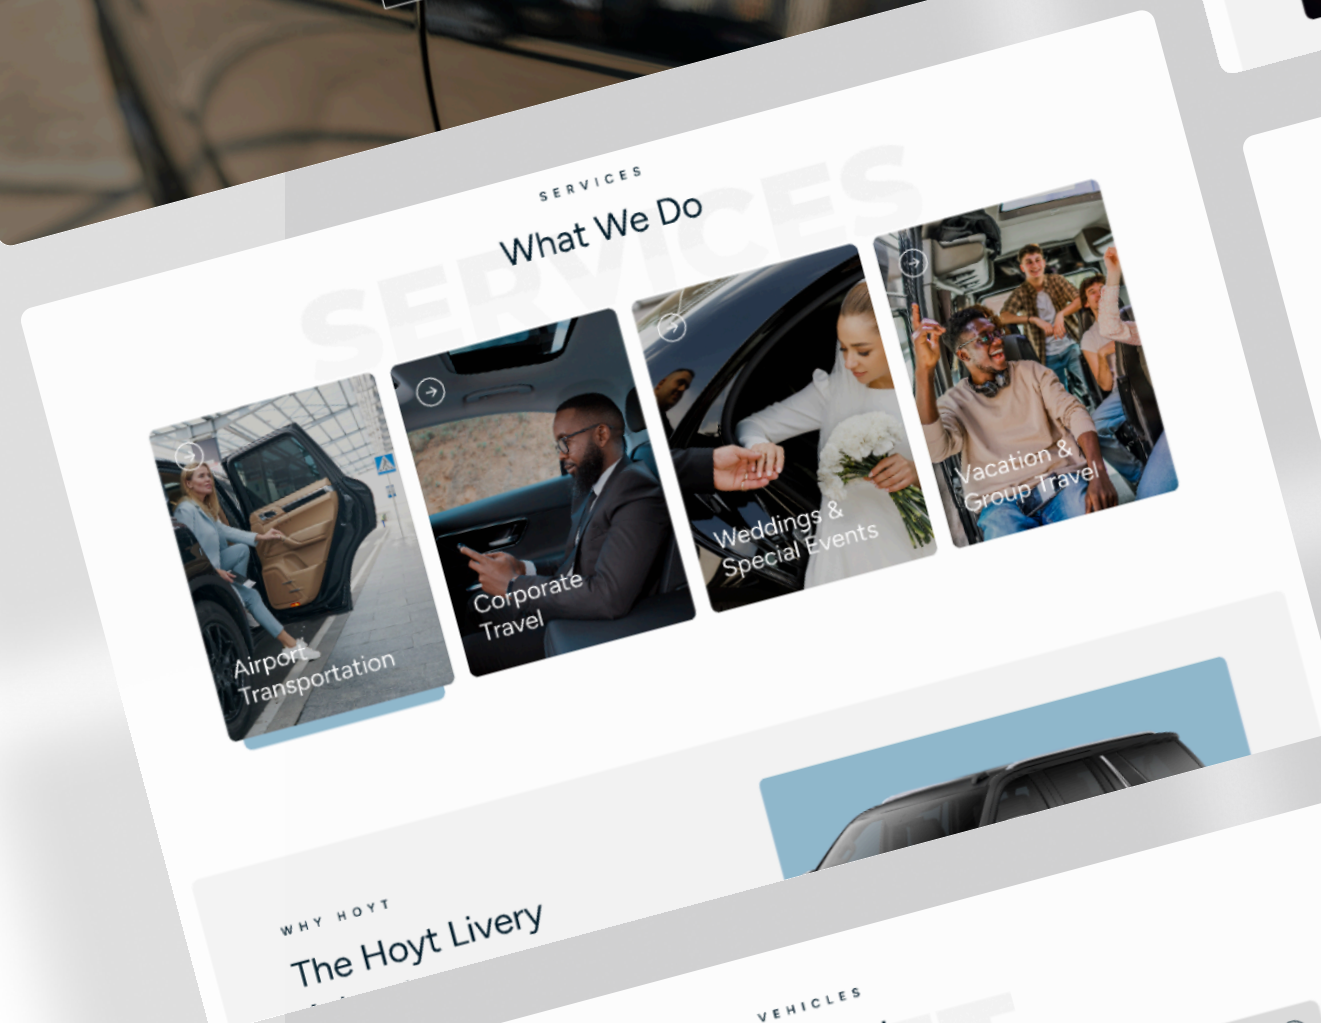 SERVICES
SERVICES
What We Do
Airport
Transportation
Corporate
Travel
Weddings &
Special Events
Vacation &
Group Travel
WHY HOYT
The Hoyt Livery
VEHICLES